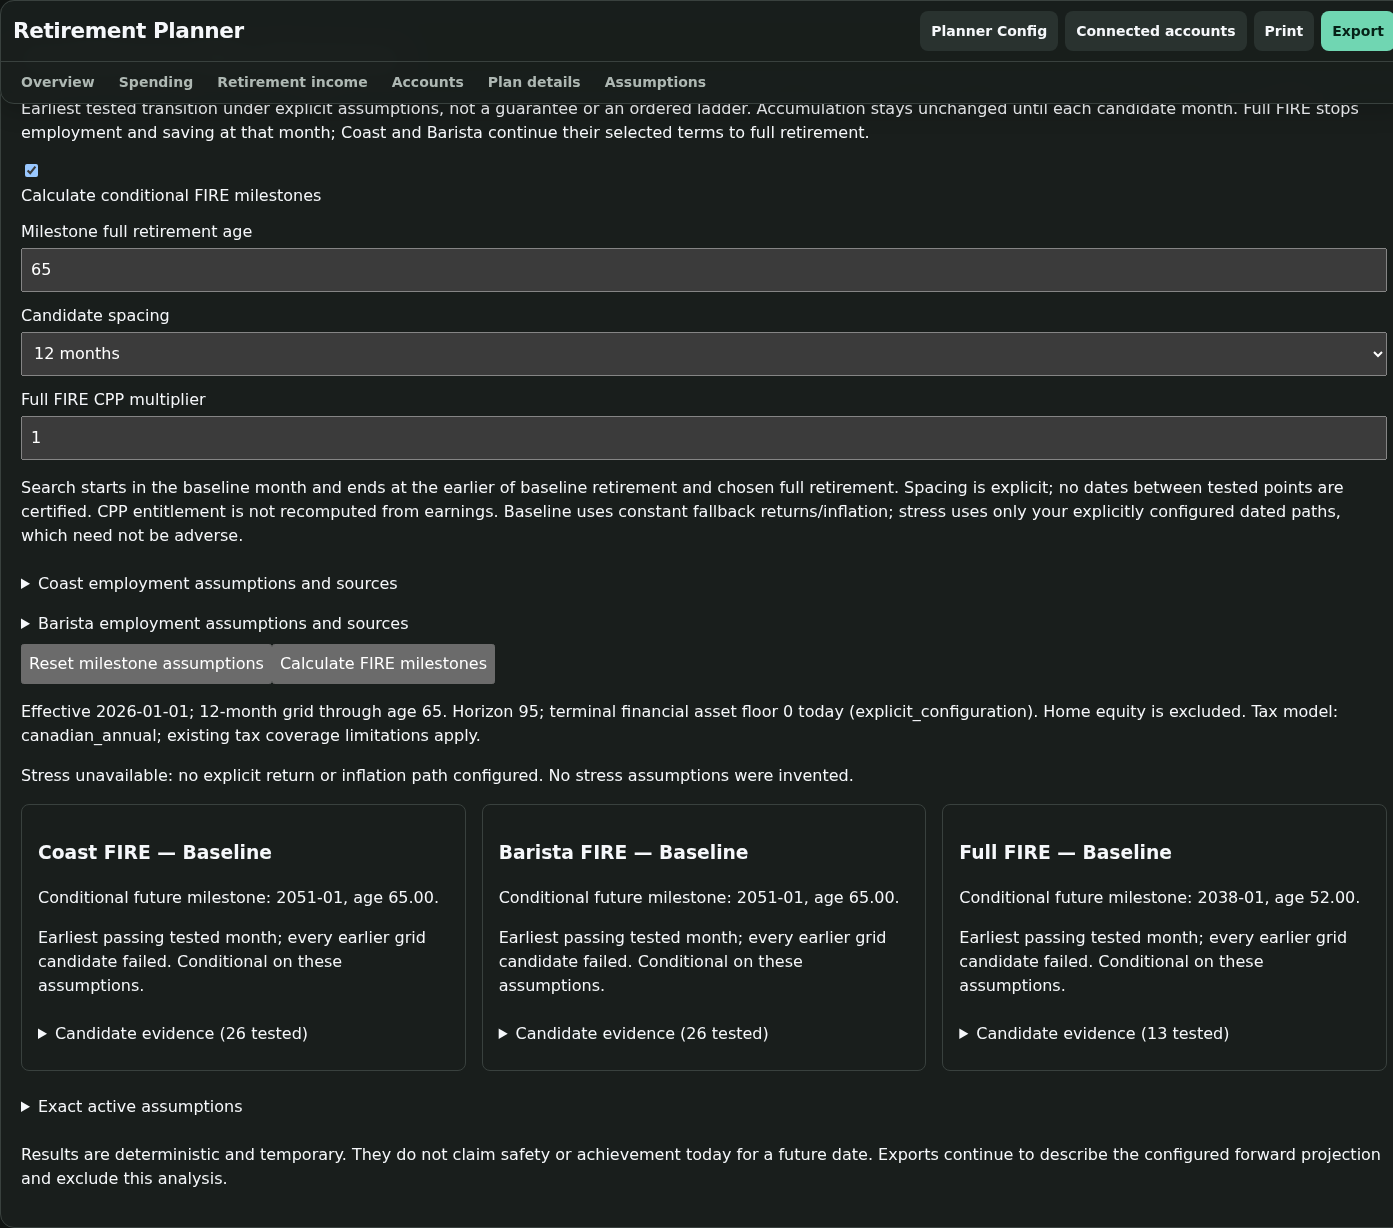 Retirement Planner
Planner Config
Connected accounts
Print
Export
Overview
Spending
Retirement income
Accounts
Plan details
Assumptions
Earliest tested transition under explicit assumptions, not a guarantee or an ordered ladder. Accumulation stays unchanged until each candidate month. Full FIRE stops
employment and saving at that month; Coast and Barista continue their selected terms to full retirement.
Calculate conditional FIRE milestones
Milestone full retirement age
65
Candidate spacing
12 months
Full FIRE CPP multiplier
1
Search starts in the baseline month and ends at the earlier of baseline retirement and chosen full retirement. Spacing is explicit; no dates between tested points are
certified. CPP entitlement is not recomputed from earnings. Baseline uses constant fallback returns/inflation; stress uses only your explicitly configured dated paths,
which need not be adverse.
Coast employment assumptions and sources
Barista employment assumptions and sources
Reset milestone assumptions
Calculate FIRE milestones
Effective 2026-01-01; 12-month grid through age 65. Horizon 95; terminal financial asset floor 0 today (explicit_configuration). Home equity is excluded. Tax model:
canadian_annual; existing tax coverage limitations apply.
Stress unavailable: no explicit return or inflation path configured. No stress assumptions were invented.
Coast FIRE — Baseline
Conditional future milestone: 2051-01, age 65.00.
Earliest passing tested month; every earlier grid
candidate failed. Conditional on these
assumptions.
Candidate evidence (26 tested)
Barista FIRE — Baseline
Conditional future milestone: 2051-01, age 65.00.
Earliest passing tested month; every earlier grid
candidate failed. Conditional on these
assumptions.
Candidate evidence (26 tested)
Full FIRE — Baseline
Conditional future milestone: 2038-01, age 52.00.
Earliest passing tested month; every earlier grid
candidate failed. Conditional on these
assumptions.
Candidate evidence (13 tested)
Exact active assumptions
Results are deterministic and temporary. They do not claim safety or achievement today for a future date. Exports continue to describe the configured forward projection
and exclude this analysis.